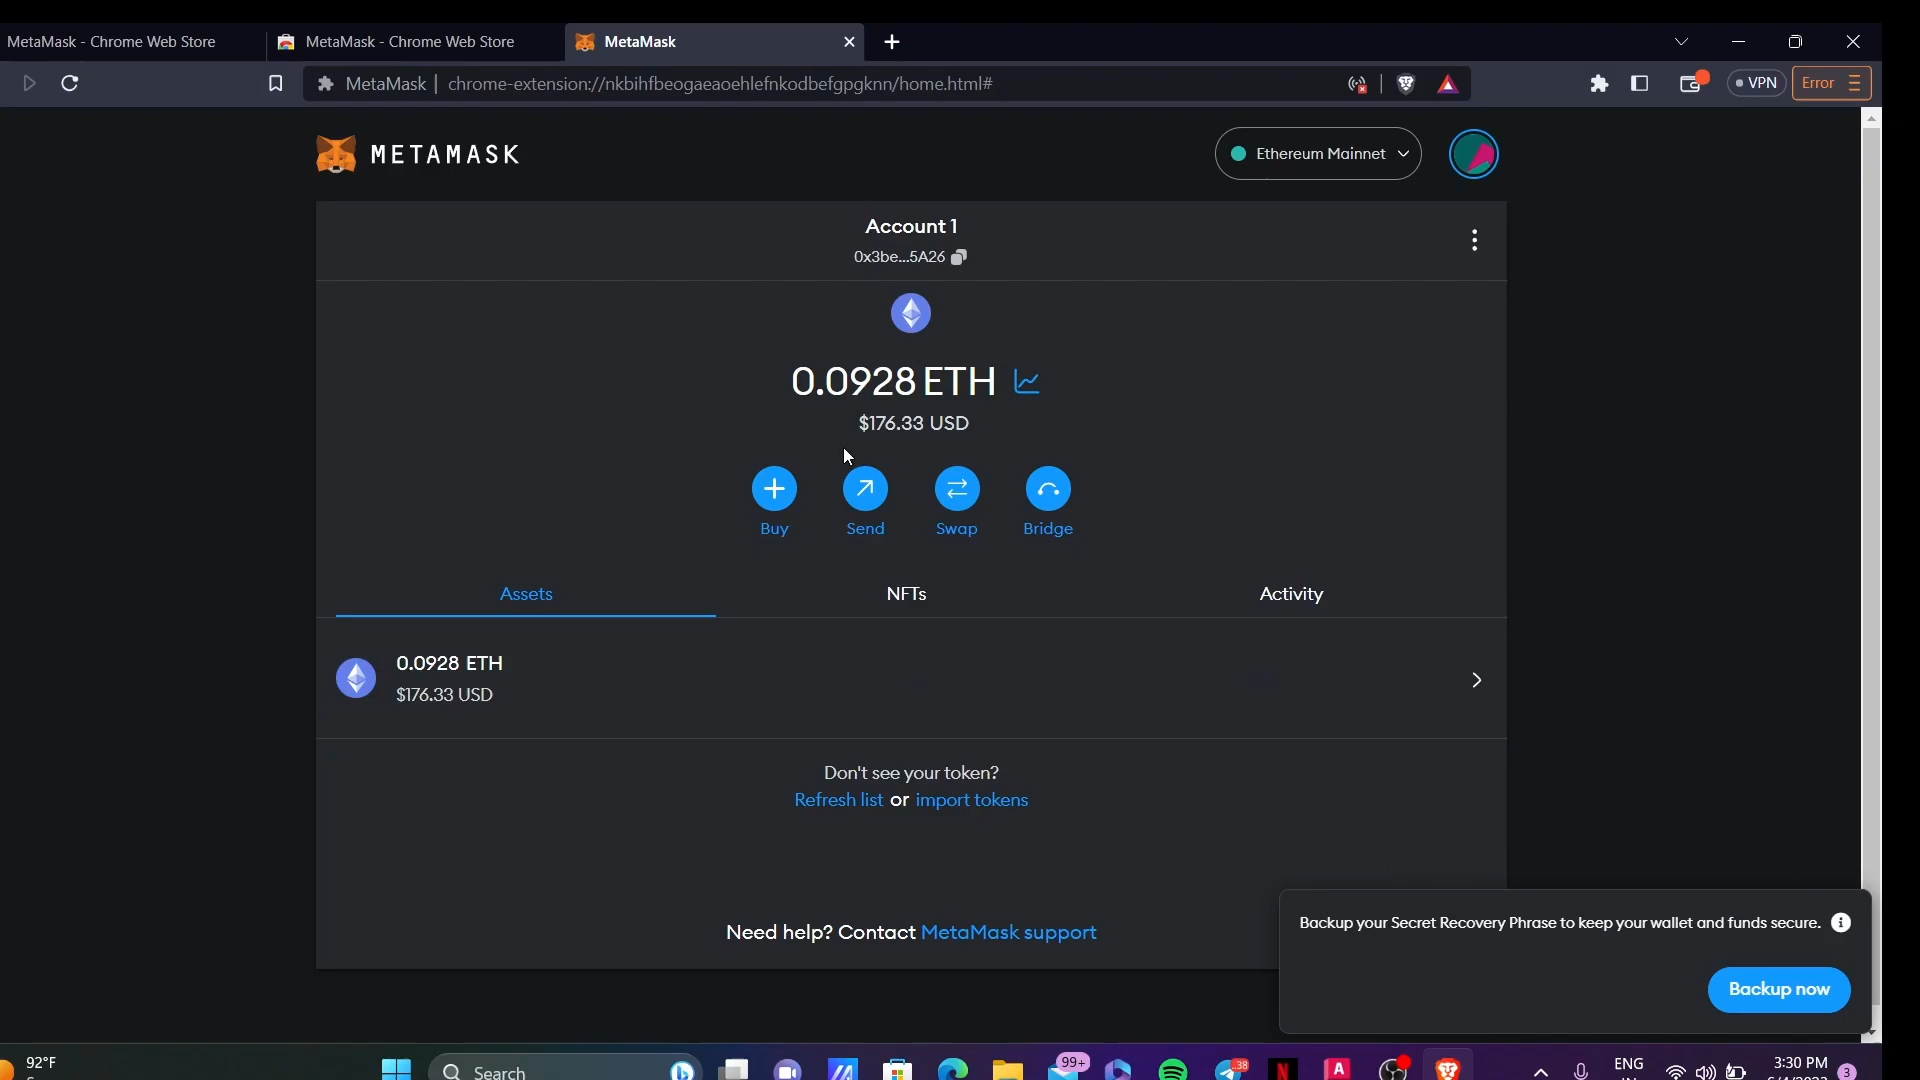 MetaMask - Chrome Web Store
MetaMask - Chrome Web Store
MetaMask
MetaMask
chrome-extension://nkbihfbeogaeaoehlefnkodbefgpgknn/home.html#
VPN
Error
METAMASK
Ethereum Mainnet
Account 1
0x3be...5A26
0.0928 ETH
$176.33 USD
Buy
Send
Swap
Bridge
Assets
NFTs
Activity
0.0928 ETH
$176.33 USD
Don't see your token?
Refresh list or import tokens
Need help? Contact MetaMask support
Backup your Secret Recovery Phrase to keep your wallet and funds secure.
Backup now
92°F
Search
99+
38
ENG
3:30 PM
3